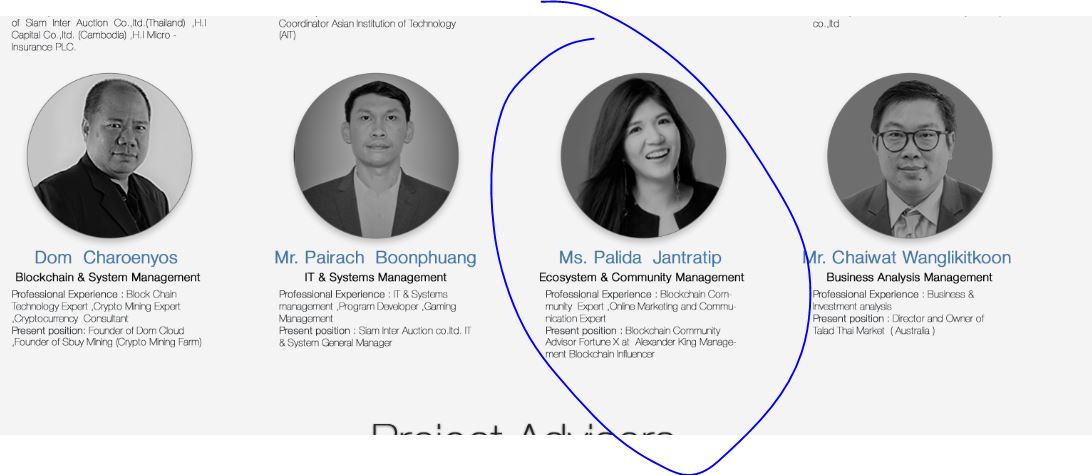 of Siam Inter Auction Co.,ltd.(Thailand) ,H.I
Capital Co.,ltd. (Cambodia) ,H.I Micro -
Insurance PLC.
Coordinator Asian Institution of Technology
(AIT)
co.,ltd
Dom Charoenyos
Blockchain & System Management
Professional Experience : Block Chain
Technology Expert ,Crypto Mining Expert
,Cryptocurrency Consultant
Present position: Founder of Dom Cloud
,Founder of Sbuy Mining (Crypto Mining Farm)
Mr. Pairach Boonphuang
IT & Systems Management
Professional Experience : IT & Systems
management ,Program Developer ,Gaming
Management
Present position : Siam Inter Auction co.ltd. IT
& System General Manager
Ms. Palida Jantratip
Ecosystem & Community Management
Professional Experience : Blockchain Com-
munity Expert ,Online Marketing and Commu-
nication Expert
Present position : Blockchain Community
Advisor Fortune X at Alexander King Manage-
ment Blockchain Influencer
Mr. Chaiwat Wanglikitkoon
Business Analysis Management
Professional Experience : Business &
Investment analysis
Present position : Director and Owner of
Talad Thai Market ( Australia )
Project Advisors